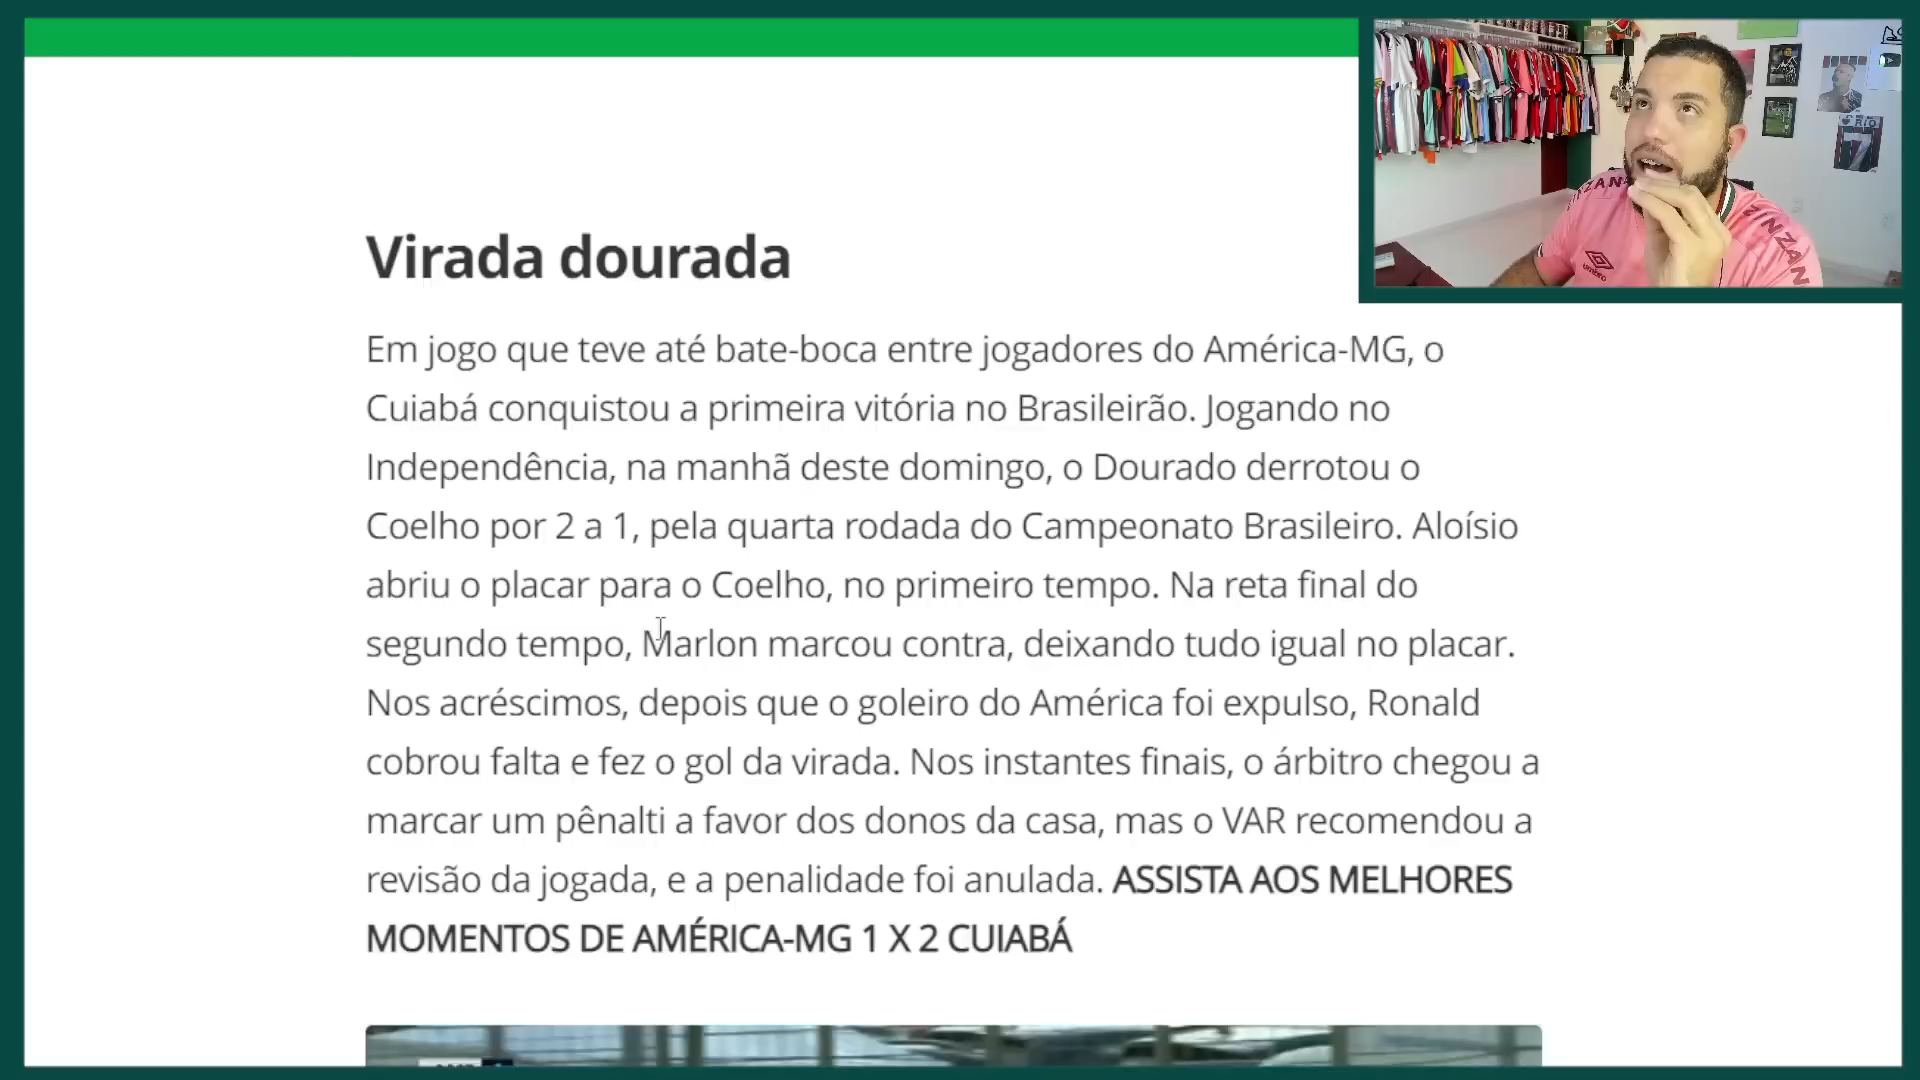 Virada dourada
Em jogo que teve até bate-boca entre jogadores do América-MG, o
Cuiabá conquistou a primeira vitória no Brasileirão. Jogando no
Independência, na manhã deste domingo, o Dourado derrotou o
Coelho por 2 a 1, pela quarta rodada do Campeonato Brasileiro. Aloísio
abriu o placar para o Coelho, no primeiro tempo. Na reta final do
segundo tempo, Marlon marcou contra, deixando tudo igual no placar.
Nos acréscimos, depois que o goleiro do América foi expulso, Ronald
cobrou falta e fez o gol da virada. Nos instantes finais, o árbitro chegou a
marcar um pênalti a favor dos donos da casa, mas o VAR recomendou a
revisão da jogada, e a penalidade foi anulada. ASSISTA AOS MELHORES
MOMENTOS DE AMÉRICA-MG 1 X 2 CUIABÁ
RIO
17
umbro